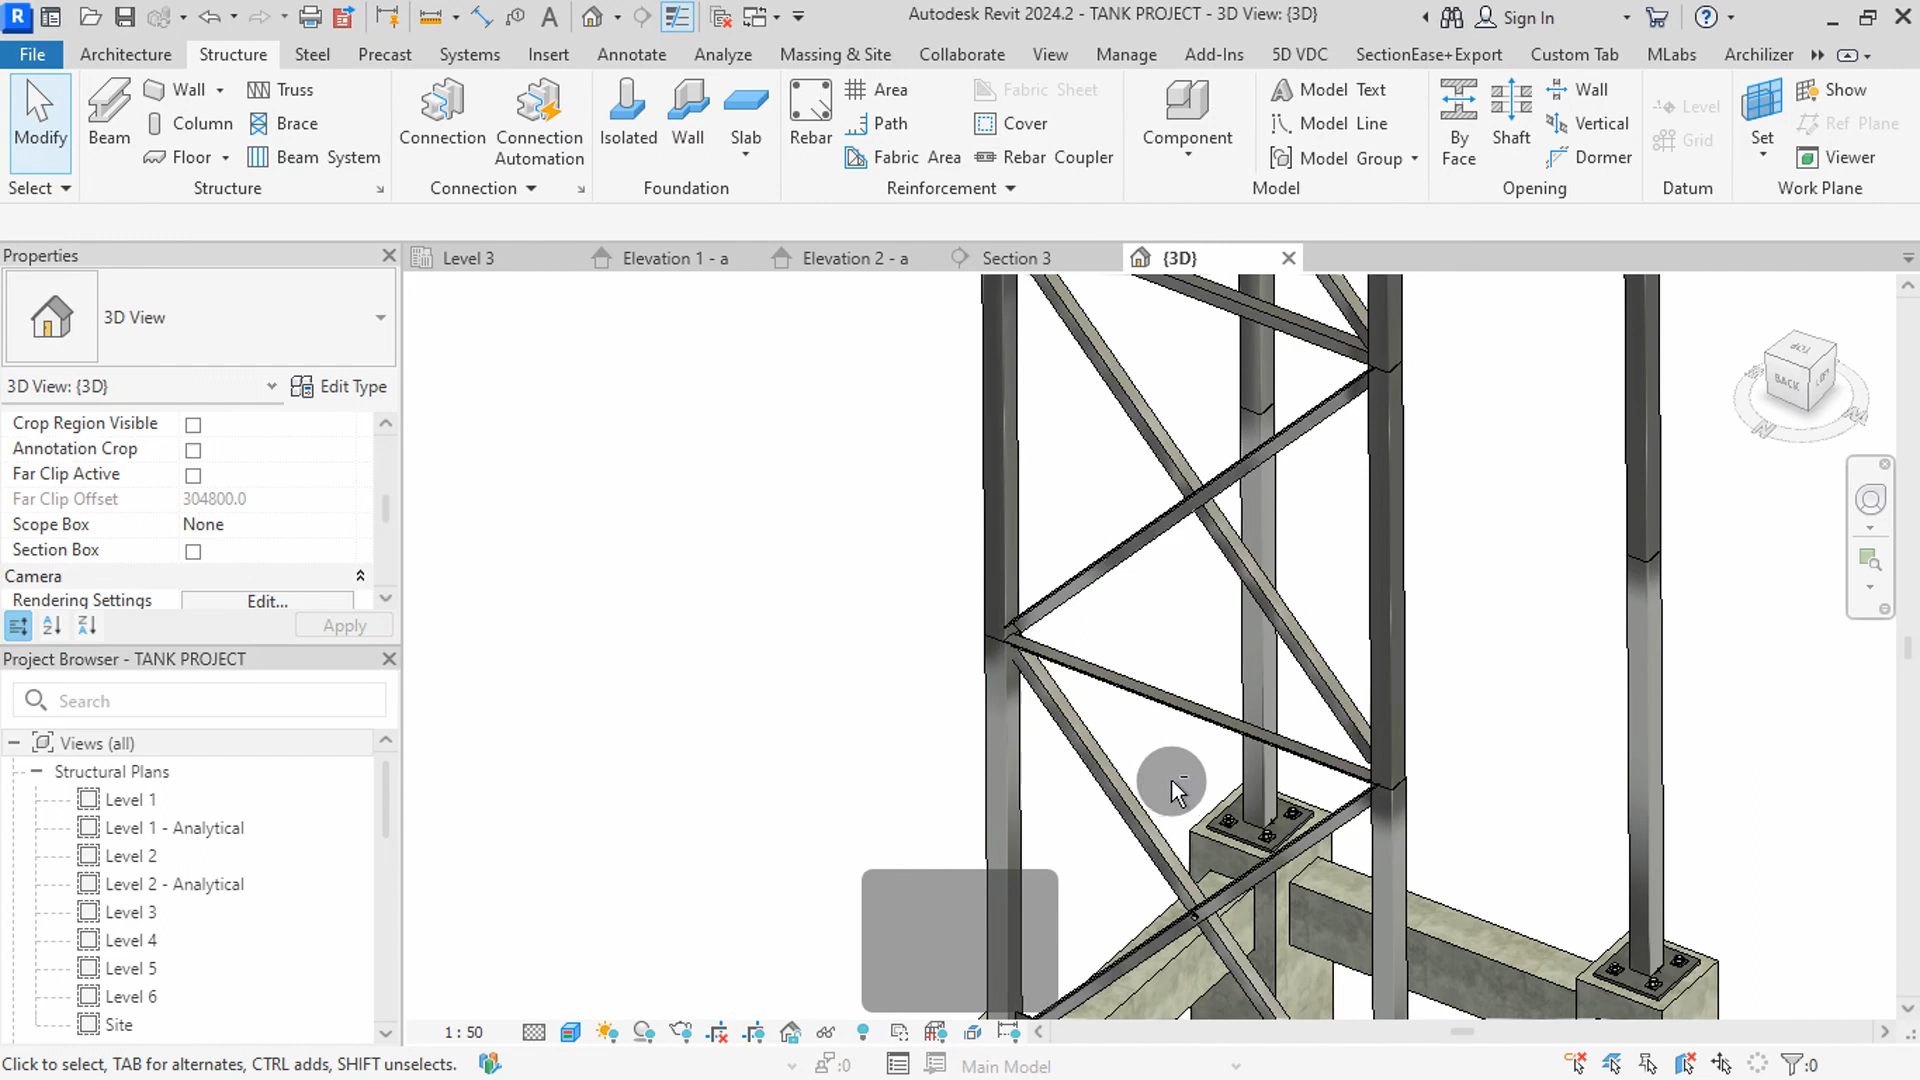 Autodesk Revit 2024.2 - TANK PROJECT - 3D View: {3D}
Sign In
File Architecture Structure Steel Precast Systems Insert Annotate Analyze Massing & Site Collaborate View Manage Add-Ins 5D VDC SectionEase+Export Custom Tab MLabs Archilizer
Modify
Beam
Wall
Column
Floor
Truss
Brace
Beam System
Connection
Connection Automation
Isolated
Wall
Slab
Rebar
Area
Path
Fabric Area
Fabric Sheet
Cover
Rebar Coupler
Component
Model Text
Model Line
Model Group
By Face
Shaft
Wall
Vertical
Dormer
Level
Grid
Set
Show
Ref Plane
Viewer
Select Structure Connection Foundation Reinforcement Model Opening Datum Work Plane
Properties
Level 3 Elevation 1 - a Elevation 2 - a Section 3 {3D}
3D View
3D View: {3D} Edit Type
Crop Region Visible
Annotation Crop
Far Clip Active
Far Clip Offset 304800.0
Scope Box None
Section Box
Camera
Rendering Settings Edit...
Apply
Project Browser - TANK PROJECT
Search
Views (all)
Structural Plans
Level 1
Level 1 - Analytical
Level 2
Level 2 - Analytical
Level 3
Level 4
Level 5
Level 6
Site
TOP
BACK
LEFT
1 : 50
Click to select, TAB for alternates, CTRL adds, SHIFT unselects.
:0
Main Model
:0